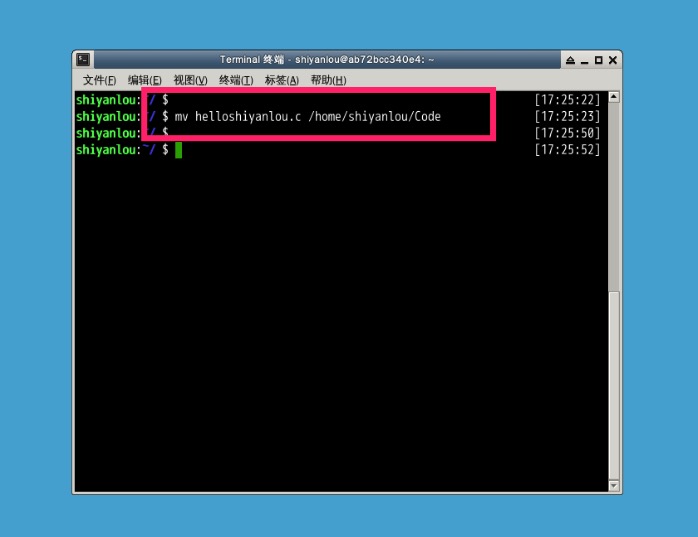 Terminal 终端 - shiyanlou@ab72bcc340e4: ~
文件(F) 编辑(E) 视图(V) 终端(T) 标签(A) 帮助(H)
shiyanlou:~/ $ [17:25:22]
shiyanlou:~/ $ mv helloshiyanlou.c /home/shiyanlou/Code [17:25:23]
shiyanlou:~/ $ [17:25:50]
shiyanlou:~/ $ [17:25:52]